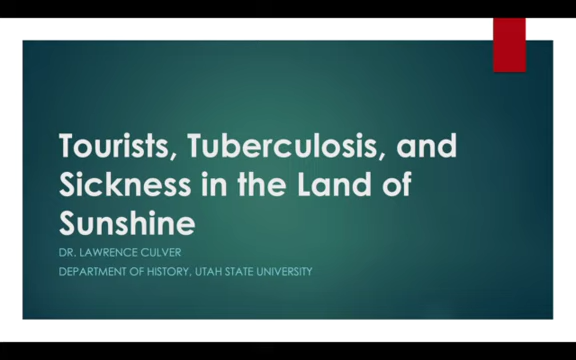 Tourists, Tuberculosis, and
Sickness in the Land of
Sunshine
DR. LAWRENCE CULVER
DEPARTMENT OF HISTORY, UTAH STATE UNIVERSITY